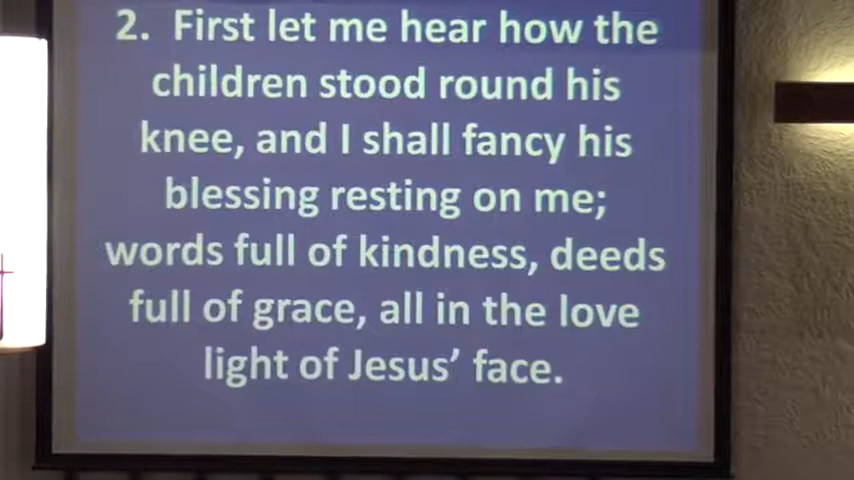 2. First let me hear how the
children stood round his
knee, and I shall fancy his
blessing resting on me;
words full of kindness, deeds
full of grace, all in the love
light of Jesus’ face.